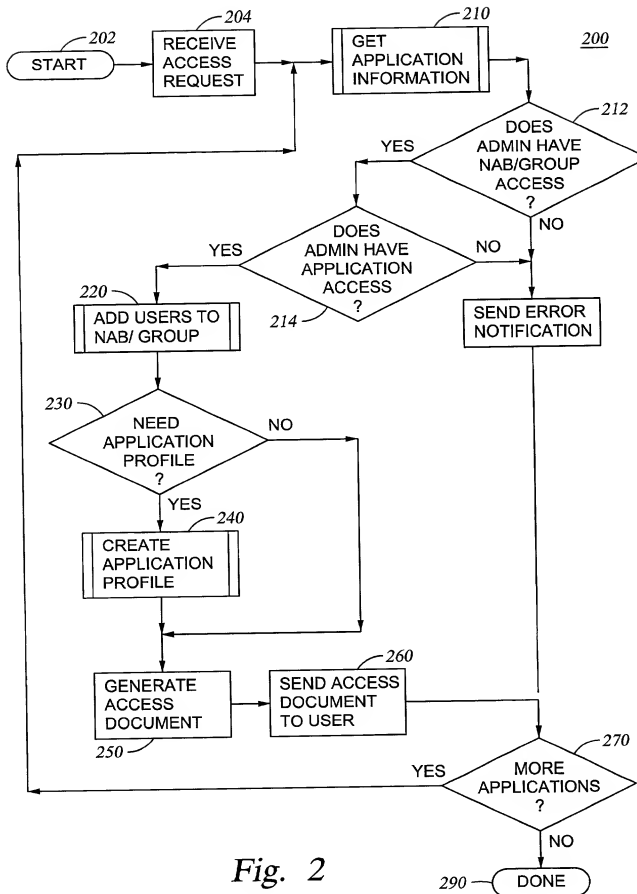 202
START
204
RECEIVE
ACCESS
REQUEST
210
GET
APPLICATION
INFORMATION
200
212
DOES
ADMIN HAVE
NAB/GROUP
ACCESS
?
YES
NO
DOES
ADMIN HAVE
APPLICATION
ACCESS
?
YES
NO
214
220
ADD USERS TO
NAB/ GROUP
SEND ERROR
NOTIFICATION
230
NEED
APPLICATION
PROFILE
?
NO
YES
240
CREATE
APPLICATION
PROFILE
GENERATE
ACCESS
DOCUMENT
250
260
SEND ACCESS
DOCUMENT
TO USER
270
MORE
APPLICATIONS
?
YES
NO
290
DONE
Fig. 2